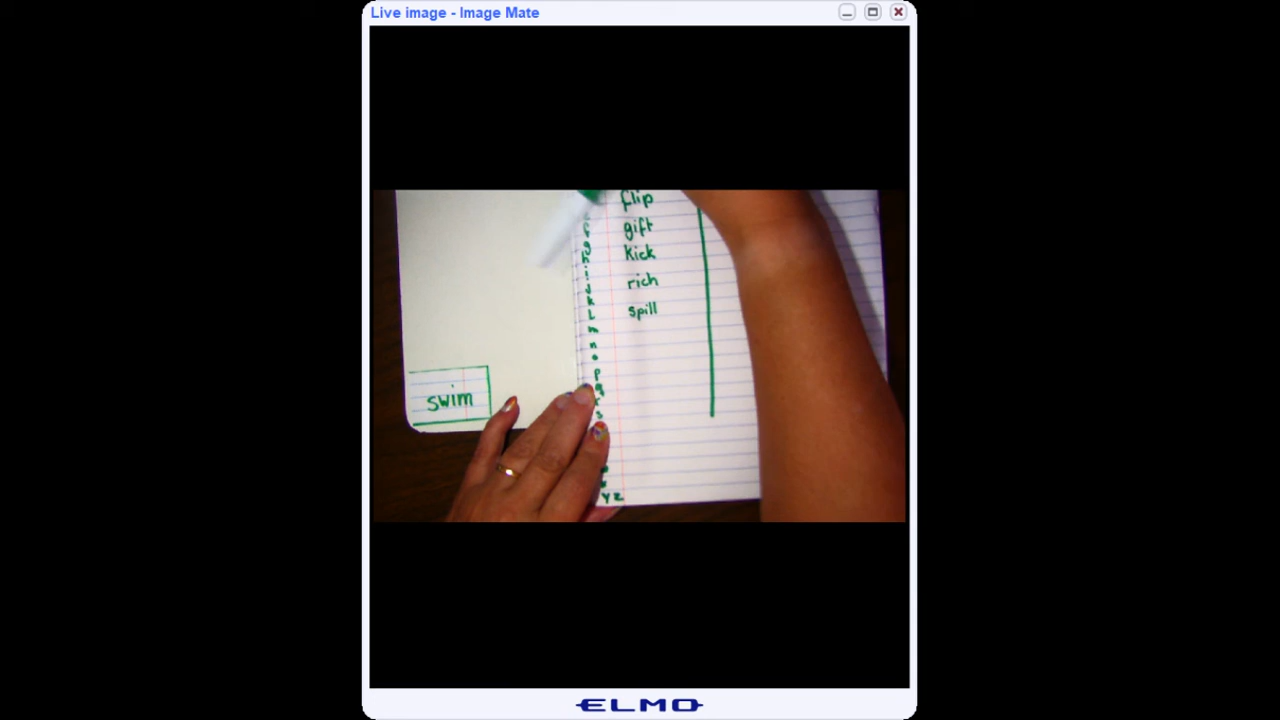 Live image - Image Mate
flip
gift
kick
rich
spill
g
h
i
j
k
L
m
n
o
p
q
r
s
y z
swim
ELMO